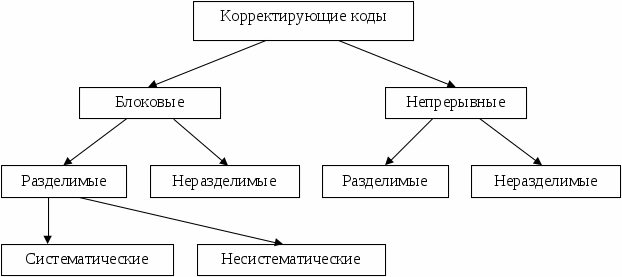 Корректирующие коды
Блоковые
Непрерывные
Разделимые
Неразделимые
Разделимые
Неразделимые
Систематические
Несистематические